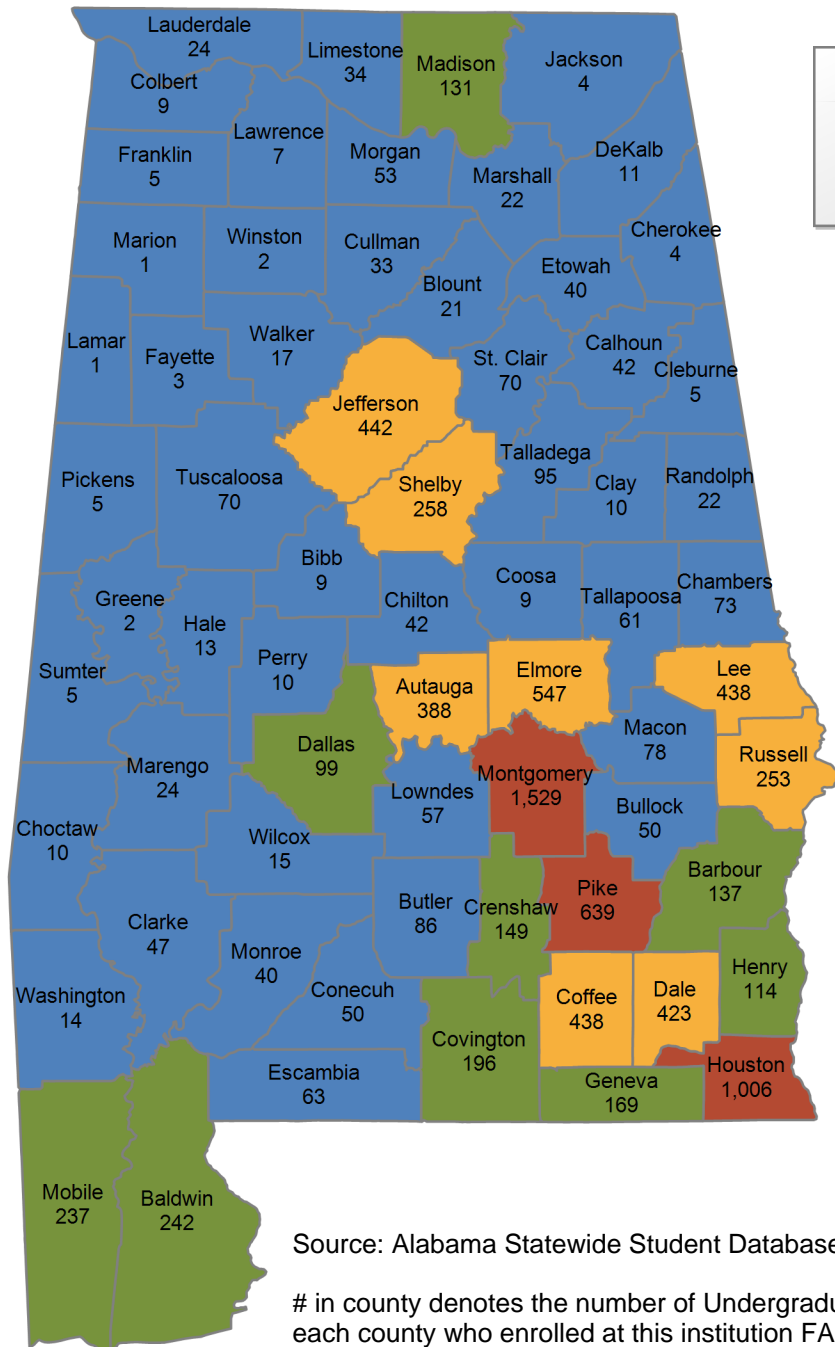 Lauderdale
24
Limestone
34
Madison
131
Jackson
4
Colbert
9
Lawrence
7
Franklin
5
Morgan
53
Marshall
22
DeKalb
11
Marion
1
Winston
2
Cullman
33
Cherokee
4
Etowah
40
Blount
21
Lamar
1
Fayette
3
Walker
17
St. Clair
70
Calhoun
42
Cleburne
5
Jefferson
442
Shelby
258
Talladega
95
Pickens
5
Tuscaloosa
70
Clay
10
Randolph
22
Bibb
9
Greene
2
Hale
13
Chilton
42
Coosa
9
Tallapoosa
61
Chambers
73
Sumter
5
Perry
10
Autauga
388
Elmore
547
Lee
438
Dallas
99
Macon
78
Russell
253
Marengo
24
Lowndes
57
Montgomery
1,529
Bullock
50
Choctaw
10
Wilcox
15
Barbour
137
Clarke
47
Butler
86
Crenshaw
149
Pike
639
Monroe
40
Henry
114
Washington
14
Conecuh
50
Coffee
438
Dale
423
Covington
196
Escambia
63
Geneva
169
Houston
1,006
Mobile
237
Baldwin
242
Source: Alabama Statewide Student Database
# in county denotes the number of Undergradu
each county who enrolled at this institution FA